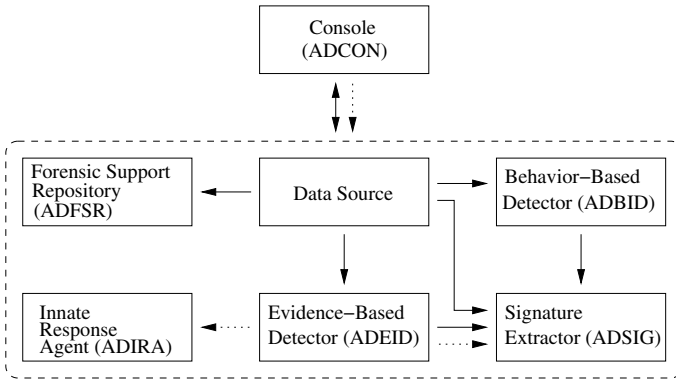 Console
(ADCON)
Forensic Support
Repository
(ADFSR)
Data Source
Behavior−Based
Detector (ADBID)
Innate
Response
Agent (ADIRA)
Evidence−Based
Detector (ADEID)
Signature
Extractor (ADSIG)